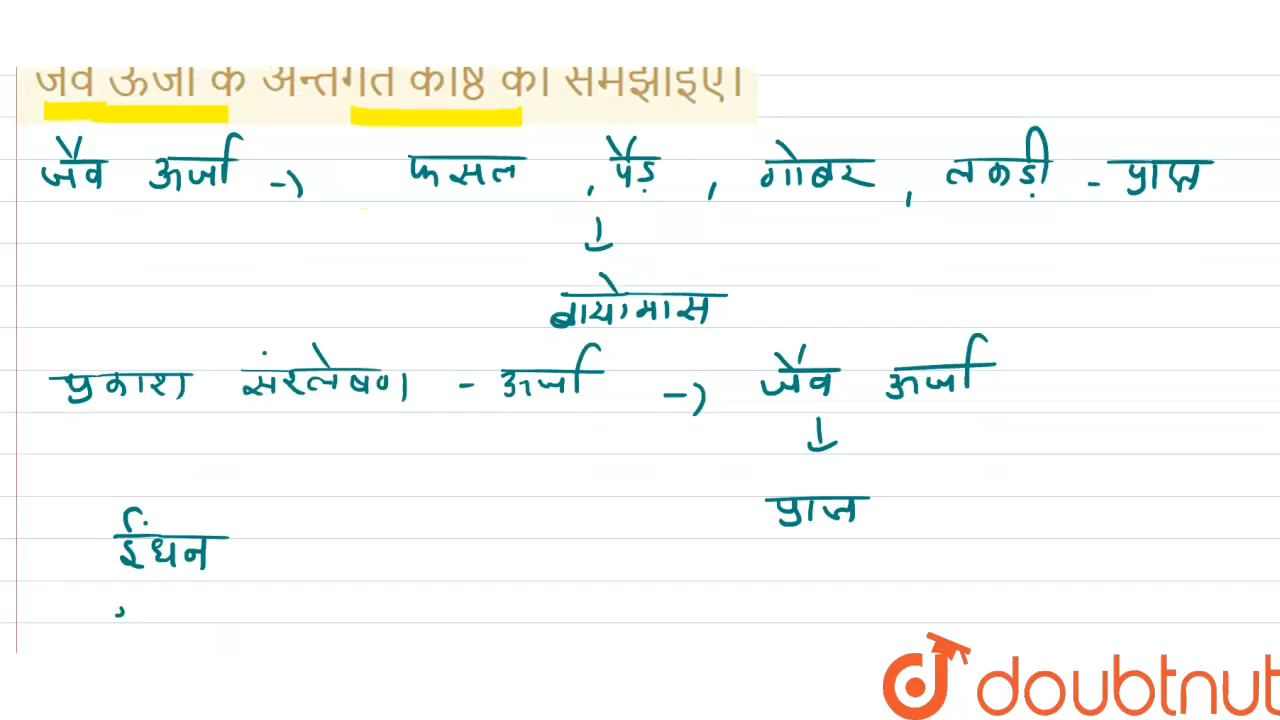 जैव ऊर्जा के अन्तर्गत काष्ठ को समझाइए।
जैव ऊर्जा -> फसल , पेड़ , गोबर , लकड़ी - प्राप्त
↓
बायोमास
प्रकाश संश्लेषण - ऊर्जा -> जैव ऊर्जा
↓
प्राप्त
ईंधन
,
doubtnut